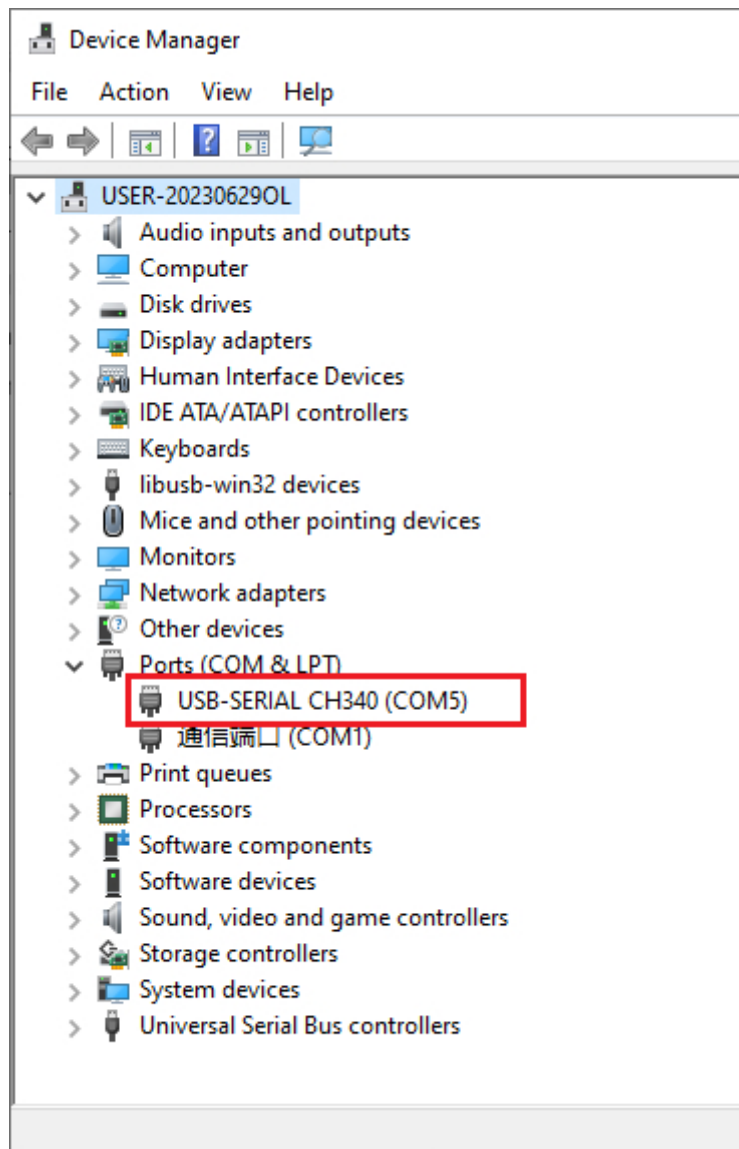 Device Manager
File Action View Help
USER-20230629OL
Audio inputs and outputs
Computer
Disk drives
Display adapters
Human Interface Devices
IDE ATA/ATAPI controllers
Keyboards
libusb-win32 devices
Mice and other pointing devices
Monitors
Network adapters
Other devices
Ports (COM & LPT)
USB-SERIAL CH340 (COM5)
通信端口 (COM1)
Print queues
Processors
Software components
Software devices
Sound, video and game controllers
Storage controllers
System devices
Universal Serial Bus controllers